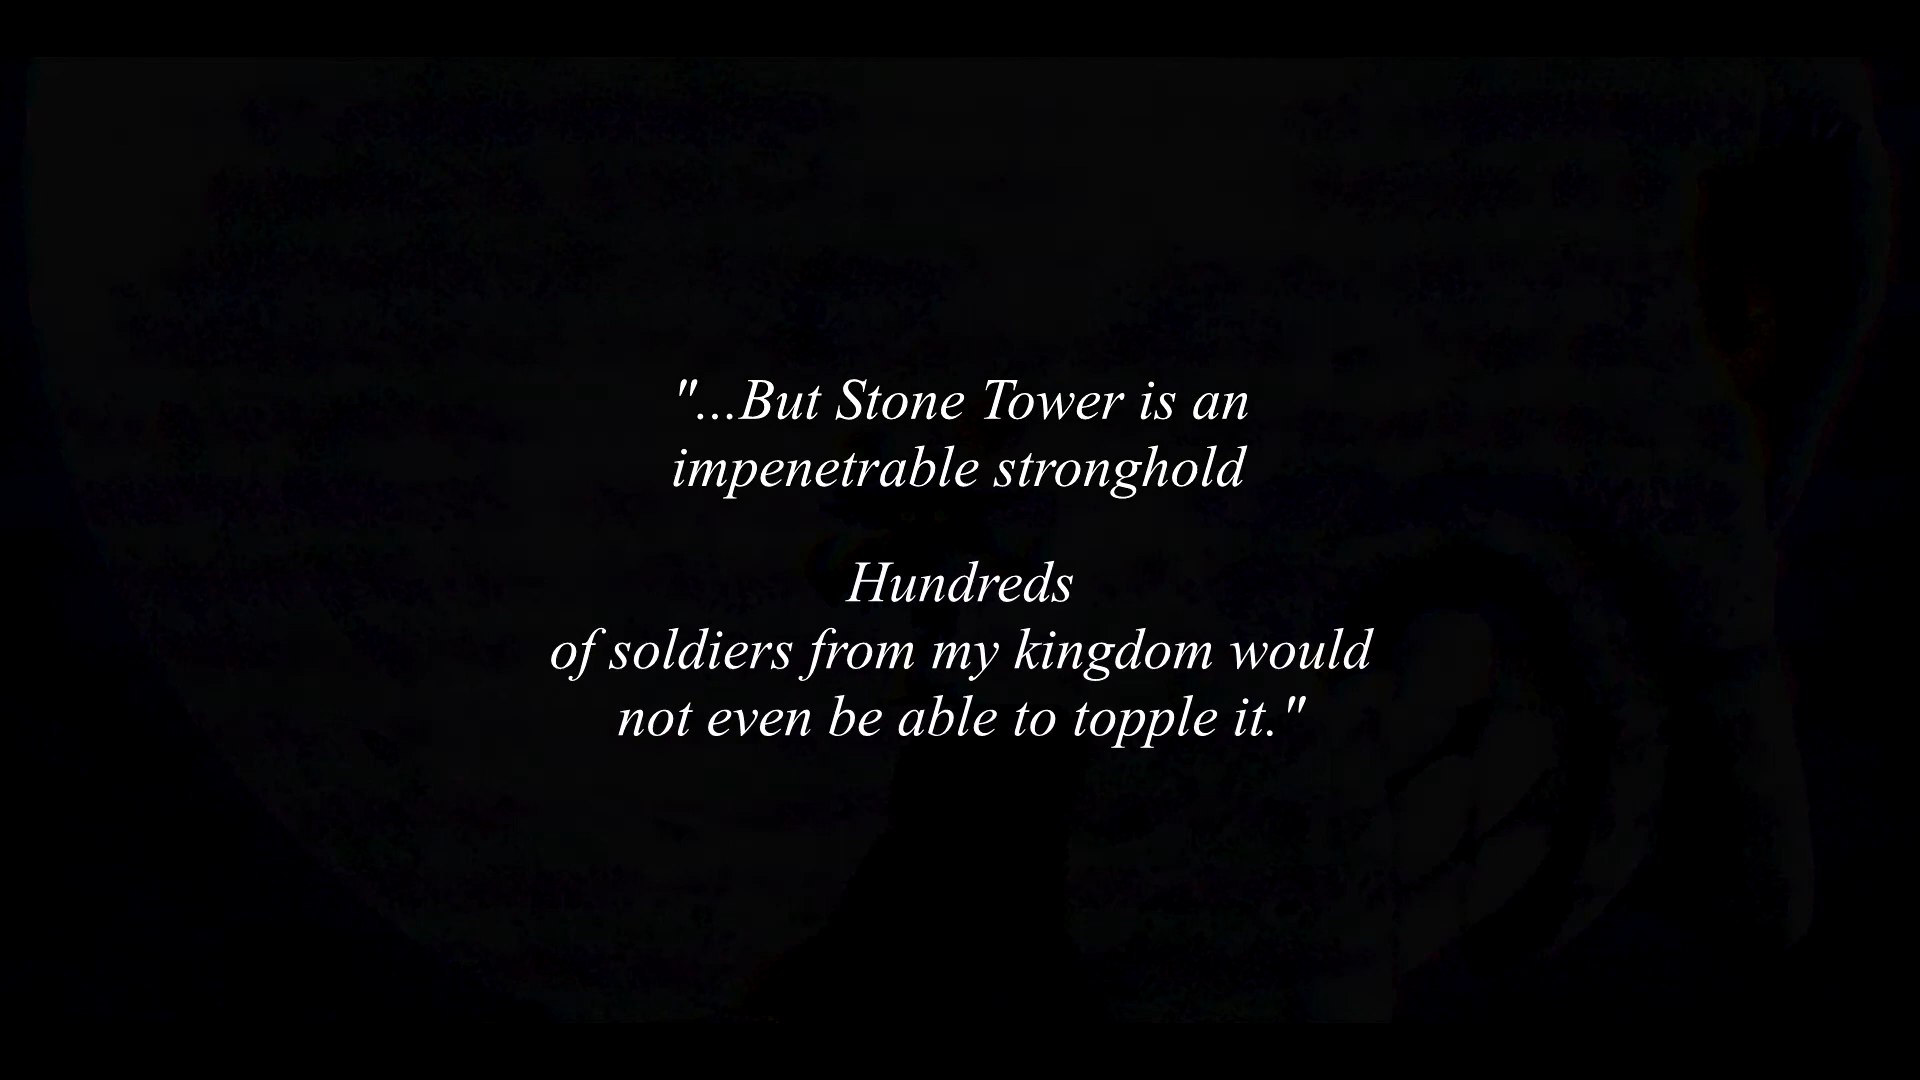 "...But Stone Tower is an
impenetrable stronghold
Hundreds
of soldiers from my kingdom would
not even be able to topple it."